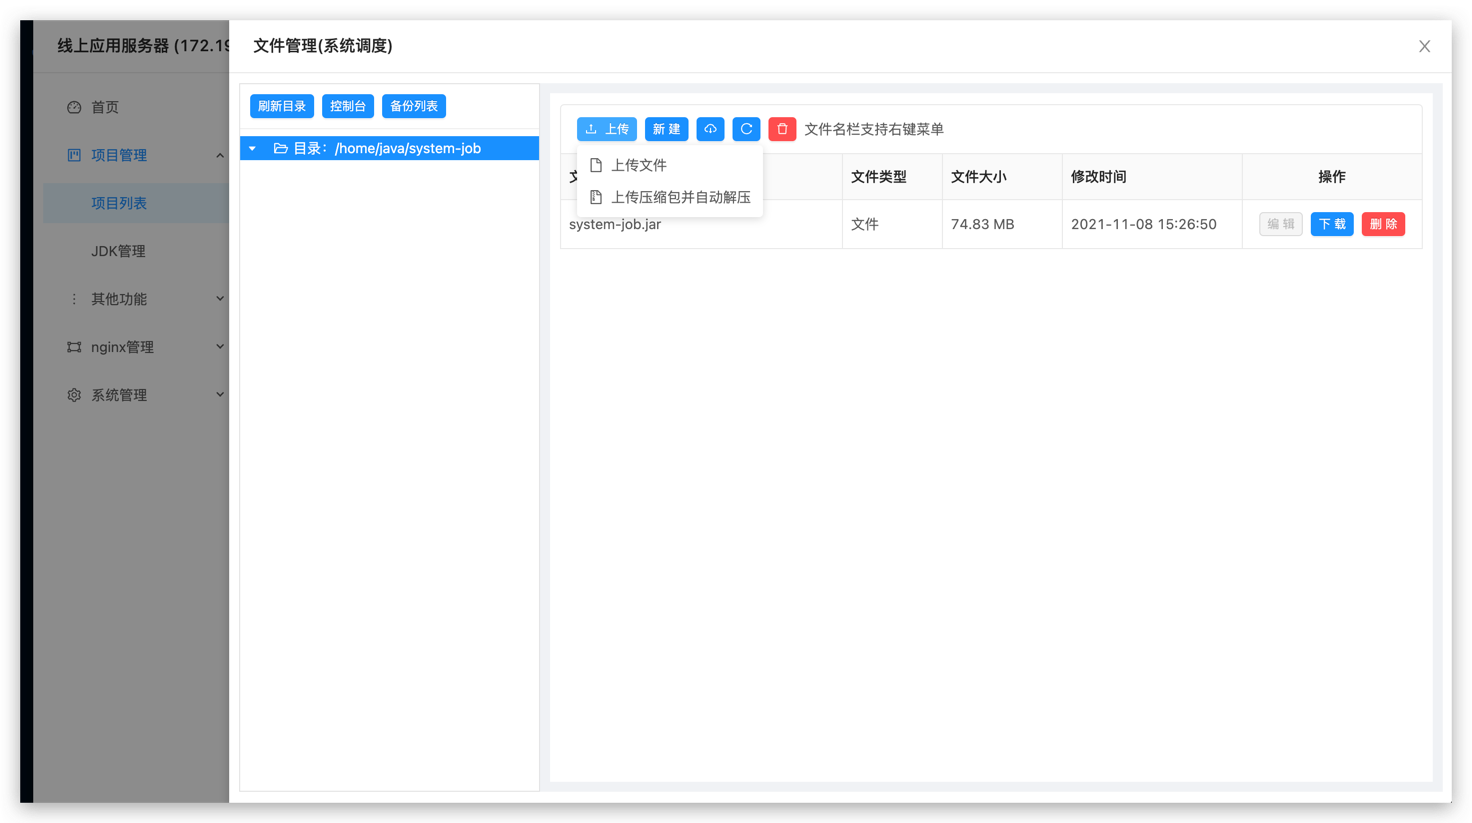 线上应用服务器 (172.19
文件管理(系统调度)
首页
项目管理
项目列表
JDK管理
其他功能
nginx管理
系统管理
刷新目录 控制台 备份列表
目录：/home/java/system-job
上传 新建 文件名栏支持右键菜单
上传文件
上传压缩包并自动解压
文件类型 文件大小 修改时间 操作
system-job.jar 文件 74.83 MB 2021-11-08 15:26:50 编辑 下载 删除